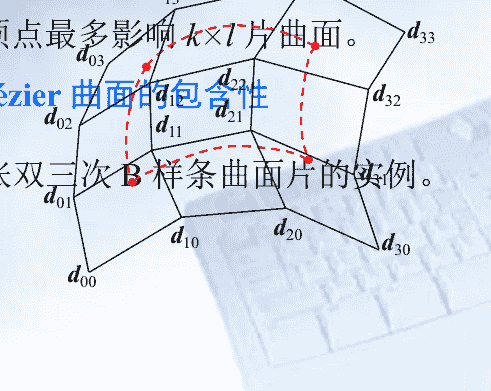 d33
顶点最多影响 k×l 片曲面。
d03
d22
ézier 曲面的包含性
d12 d32
d02 d11 d21
长双三次 B 样条曲面片的实例。
d01
d10 d20
d30
d00